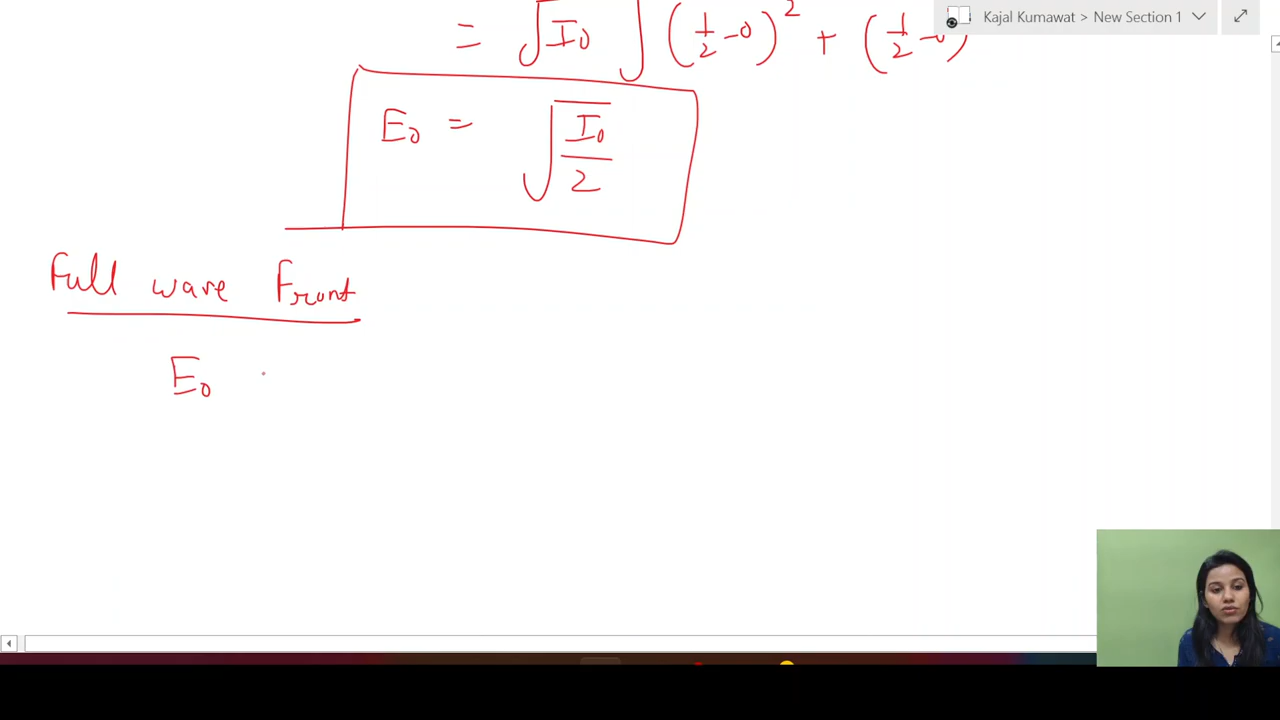 Kajal Kumawat > New Section 1
= √I₀ √(1/2 - 0)² + (1/2 - 0)
E₀ = √(I₀/2)
Full wave Front
E₀